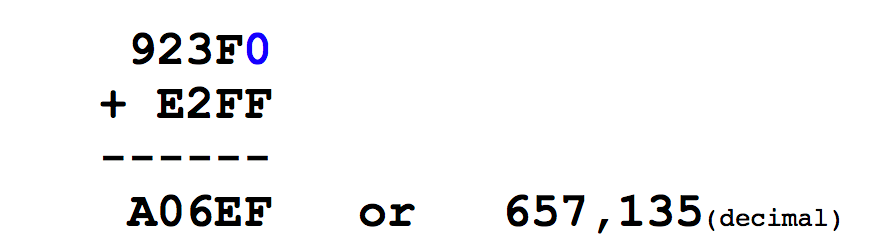 923F0
+ E2FF
------
A06EF or 657,135(decimal)